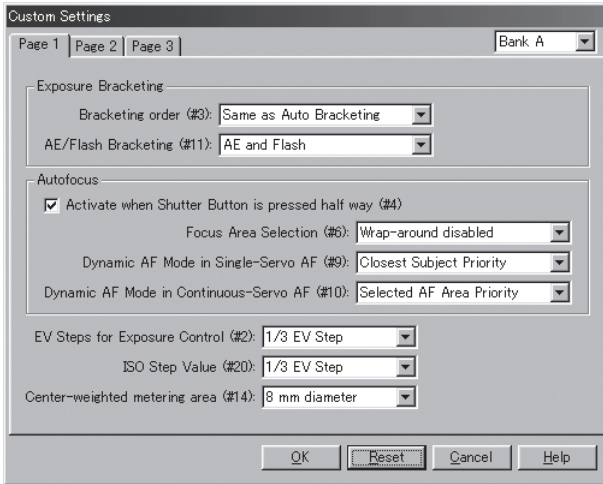 Custom Settings
Page 1 Page 2 Page 3 Bank A
Exposure Bracketing
Bracketing order (#3): Same as Auto Bracketing
AE/Flash Bracketing (#11): AE and Flash
Autofocus
Activate when Shutter Button is pressed half way (#4)
Focus Area Selection (#6): Wrap-around disabled
Dynamic AF Mode in Single-Servo AF (#9): Closest Subject Priority
Dynamic AF Mode in Continuous-Servo AF (#10): Selected AF Area Priority
EV Steps for Exposure Control (#2): 1/3 EV Step
ISO Step Value (#20): 1/3 EV Step
Center-weighted metering area (#14): 8 mm diameter
OK Reset Cancel Help